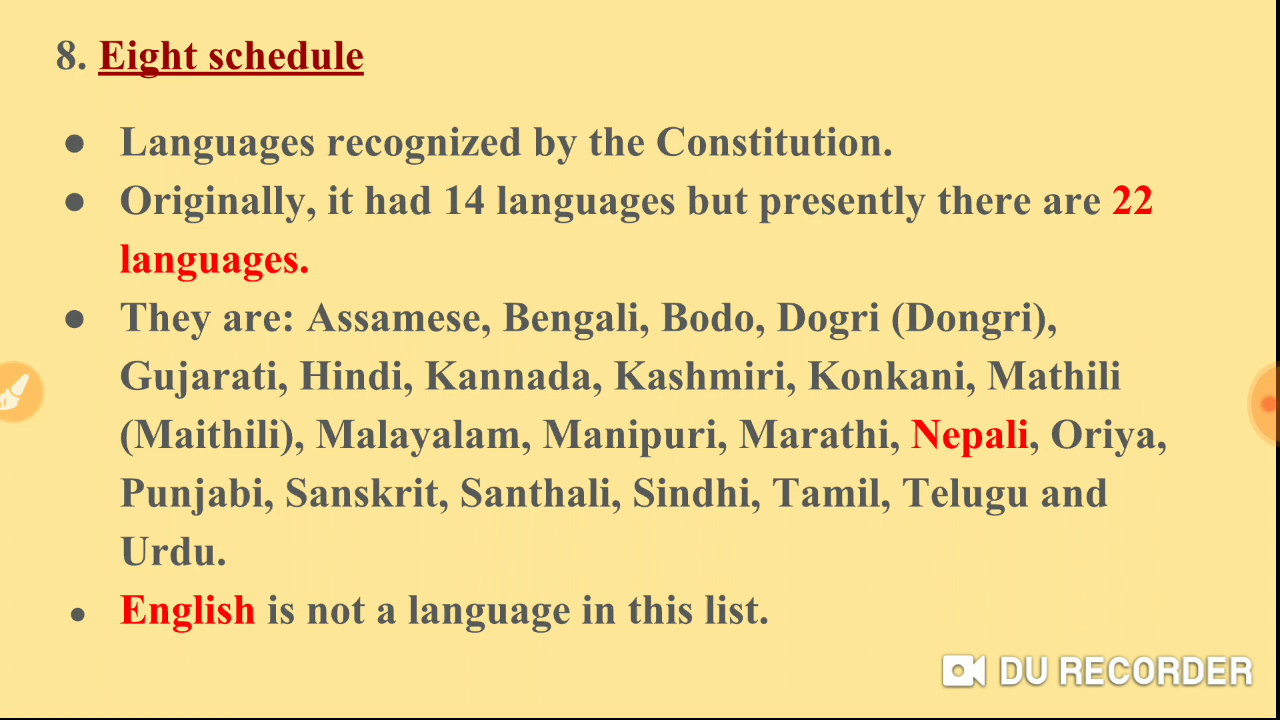 8. Eight schedule
● Languages recognized by the Constitution.
● Originally, it had 14 languages but presently there are 22
languages.
● They are: Assamese, Bengali, Bodo, Dogri (Dongri),
Gujarati, Hindi, Kannada, Kashmiri, Konkani, Mathili
(Maithili), Malayalam, Manipuri, Marathi, Nepali, Oriya,
Punjabi, Sanskrit, Santhali, Sindhi, Tamil, Telugu and
Urdu.
● English is not a language in this list.
DU RECORDER